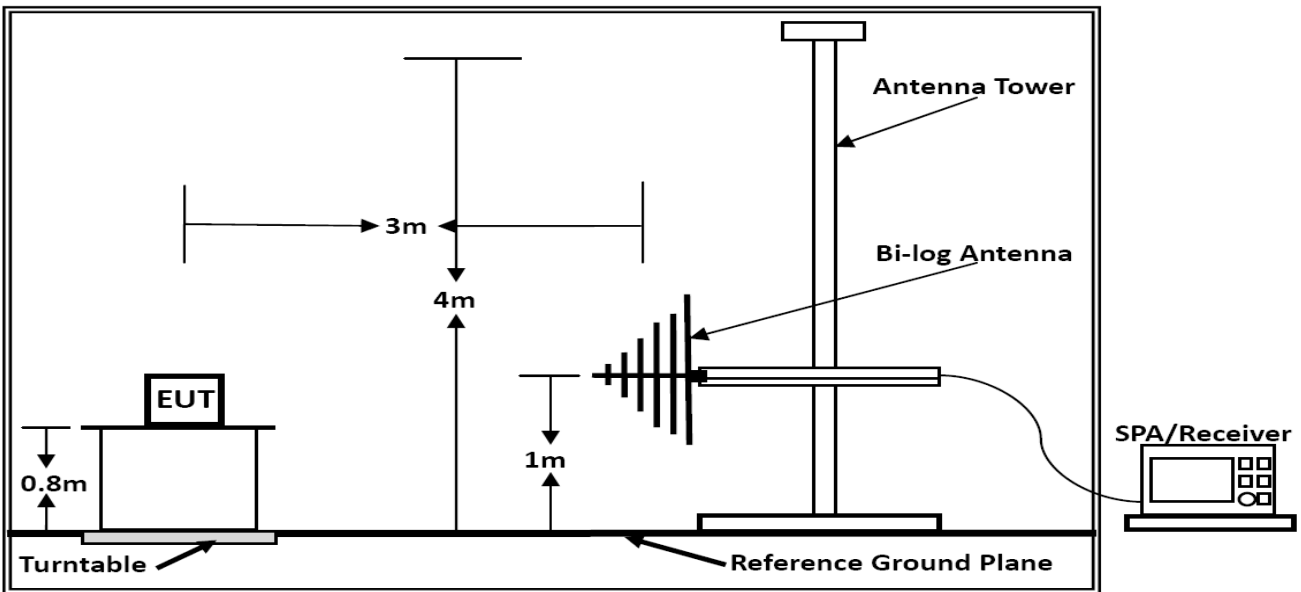 Antenna Tower
3m
Bi-log Antenna
4m
EUT
SPA/Receiver
1m
0.8m
Turntable
Reference Ground Plane